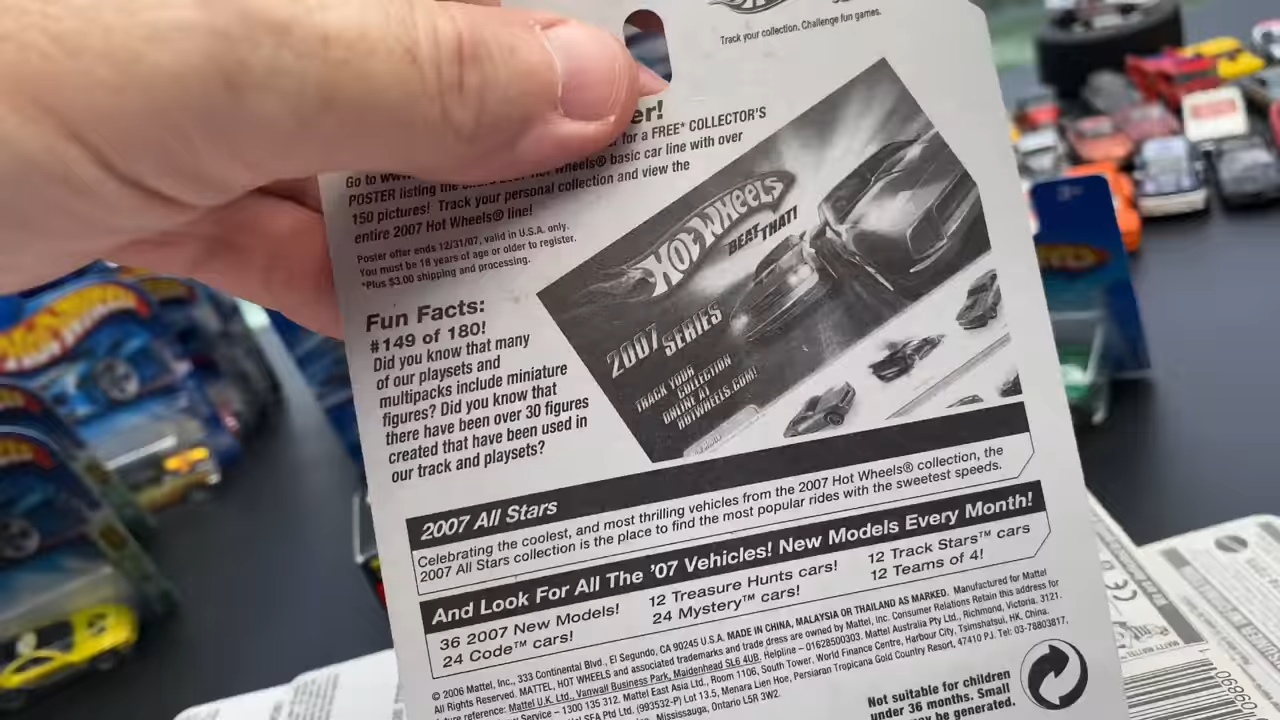 Track your collection. Challenge fun games.
er!
Go to www.
for a FREE* COLLECTOR'S
POSTER listing the Wheels® basic car line with over
150 pictures! Track your personal collection and view the
entire 2007 Hot Wheels® line!
Poster offer ends 12/31/07, valid in U.S.A. only.
You must be 18 years of age or older to register.
*Plus $3.00 shipping and processing.
HOT WHEELS
BEAT THAT!
2007
SERIES
TRACK YOUR
COLLECTION
ONLINE AT
HOTWHEELS.COM!
Fun Facts:
#149 of 180!
Did you know that many
of our playsets and
multipacks include miniature
figures? Did you know that
there have been over 30 figures
created that have been used in
our track and playsets?
2007 All Stars
Celebrating the coolest, and most thrilling vehicles from the 2007 Hot Wheels® collection, the
2007 All Stars collection is the place to find the most popular rides with the sweetest speeds.
And Look For All The '07 Vehicles! New Models Every Month!
36 2007 New Models! 12 Treasure Hunts cars! 12 Track Stars™ cars
24 Code™ cars! 24 Mystery™ cars! 12 Teams of 4!
© 2006 Mattel, Inc., 333 Continental Blvd., El Segundo, CA 90245 U.S.A. MADE IN CHINA, MALAYSIA OR THAILAND AS MARKED. Manufactured for Mattel
All Rights Reserved. MATTEL, HOT WHEELS and associated trademarks and trade dress are owned by Mattel, Inc. Consumer Relations Retain this address for
future reference: Mattel U.K. Ltd., Vanwall Business Park, Maidenhead SL6 4UB. Helpline – 01628500303. Mattel Australia Pty Ltd., Richmond, Victoria. 3121.
Service – 1300 135 312. Mattel East Asia Ltd., Room 1106, South Tower, World Finance Centre, Harbour City, Tsimshatsui, HK, China.
SEA Ptd Ltd. (993532-P) Lot 13.5, Menara Lien Hoe, Persiaran Tropicana Golf Country Resort, 47410 PJ. Tel: 03-78803817,
Mississauga, Ontario L5R 3W2.
Not suitable for children
under 36 months. Small
may be generated.